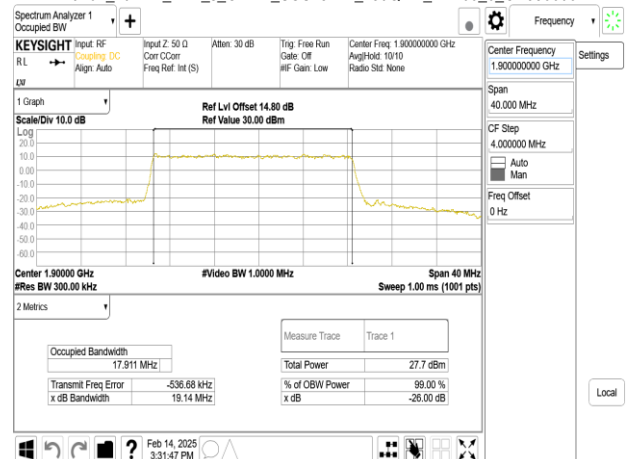 Spectrum Analyzer 1
Occupied BW
Frequency
KEYSIGHT
RL
LXI
Input: RF
Coupling: DC
Align: Auto
Input Z: 50 Ω
Corr CCorr
Freq Ref: Int (S)
Atten: 30 dB
Trig: Free Run
Gate: Off
#IF Gain: Low
Center Freq: 1.900000000 GHz
Avg|Hold: 10/10
Radio Std: None
Center Frequency
1.900000000 GHz
Settings
Span
40.000 MHz
CF Step
4.000000 MHz
Auto
Man
Freq Offset
0 Hz
1 Graph
Scale/Div 10.0 dB
Ref Lvl Offset 14.80 dB
Ref Value 30.00 dBm
Log
20.0
10.0
0.00
-10.0
-20.0
-30.0
-40.0
-50.0
-60.0
Center 1.90000 GHz
#Video BW 1.0000 MHz
Span 40 MHz
#Res BW 300.00 kHz
Sweep 1.00 ms (1001 pts)
2 Metrics
Measure Trace
Trace 1
Occupied Bandwidth
17.911 MHz
Total Power
27.7 dBm
Transmit Freq Error
-536.68 kHz
% of OBW Power
99.00 %
x dB Bandwidth
19.14 MHz
x dB
-26.00 dB
Local
?
Feb 14, 2025
3:31:47 PM